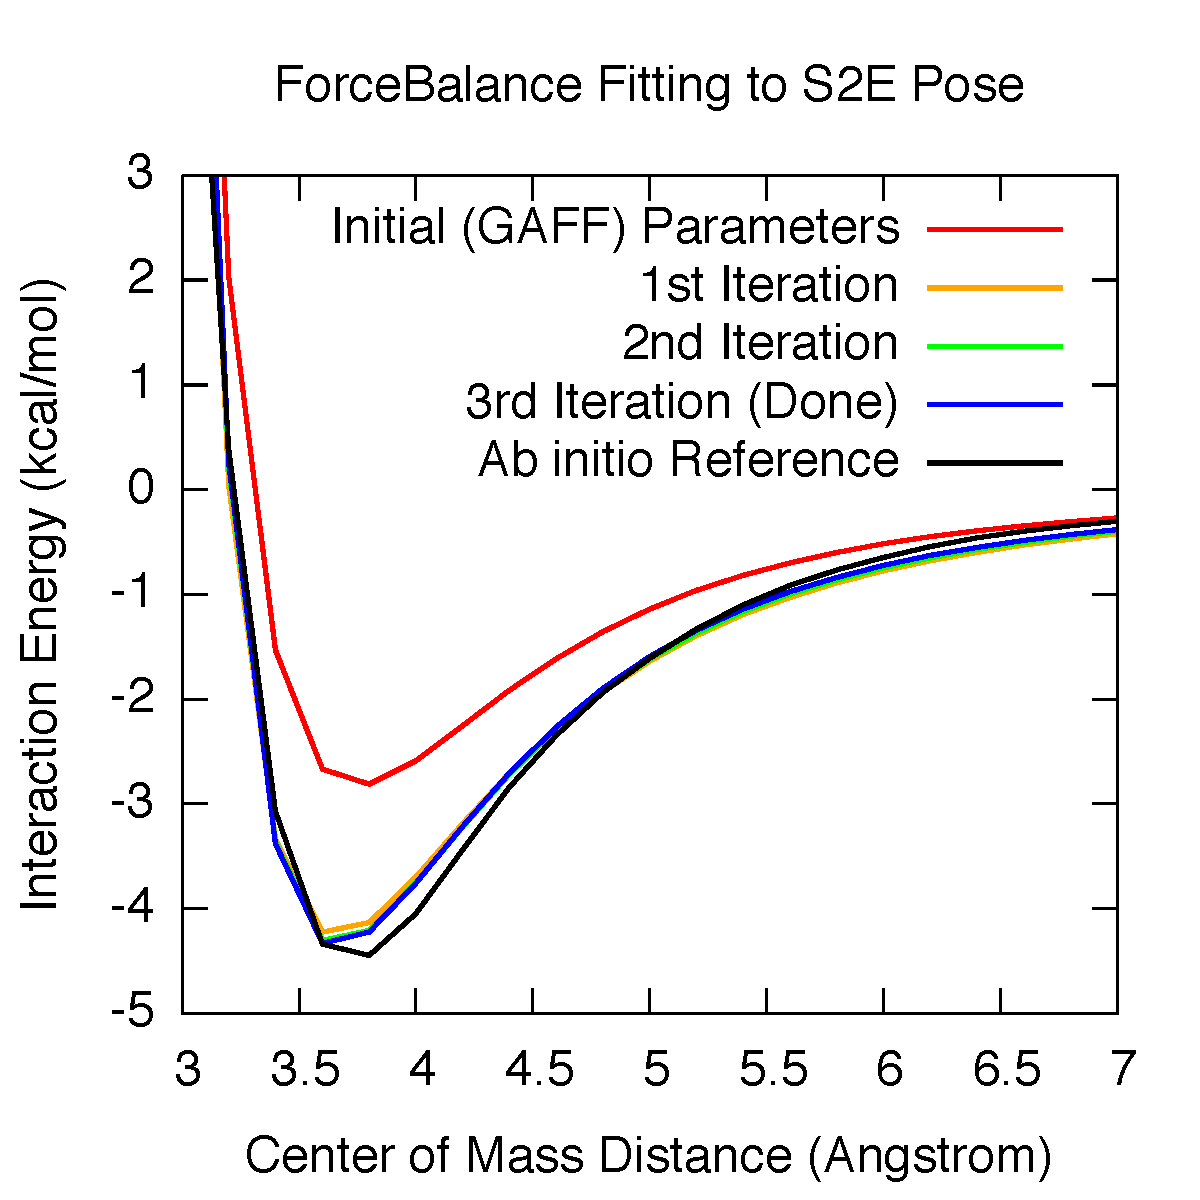 ForceBalance Fitting to S2E Pose
3
2
1
0
-1
-2
-3
-4
-5
Interaction Energy (kcal/mol)
Initial (GAFF) Parameters
1st Iteration
2nd Iteration
3rd Iteration (Done)
Ab initio Reference
3 3.5 4 4.5 5 5.5 6 6.5 7
Center of Mass Distance (Angstrom)